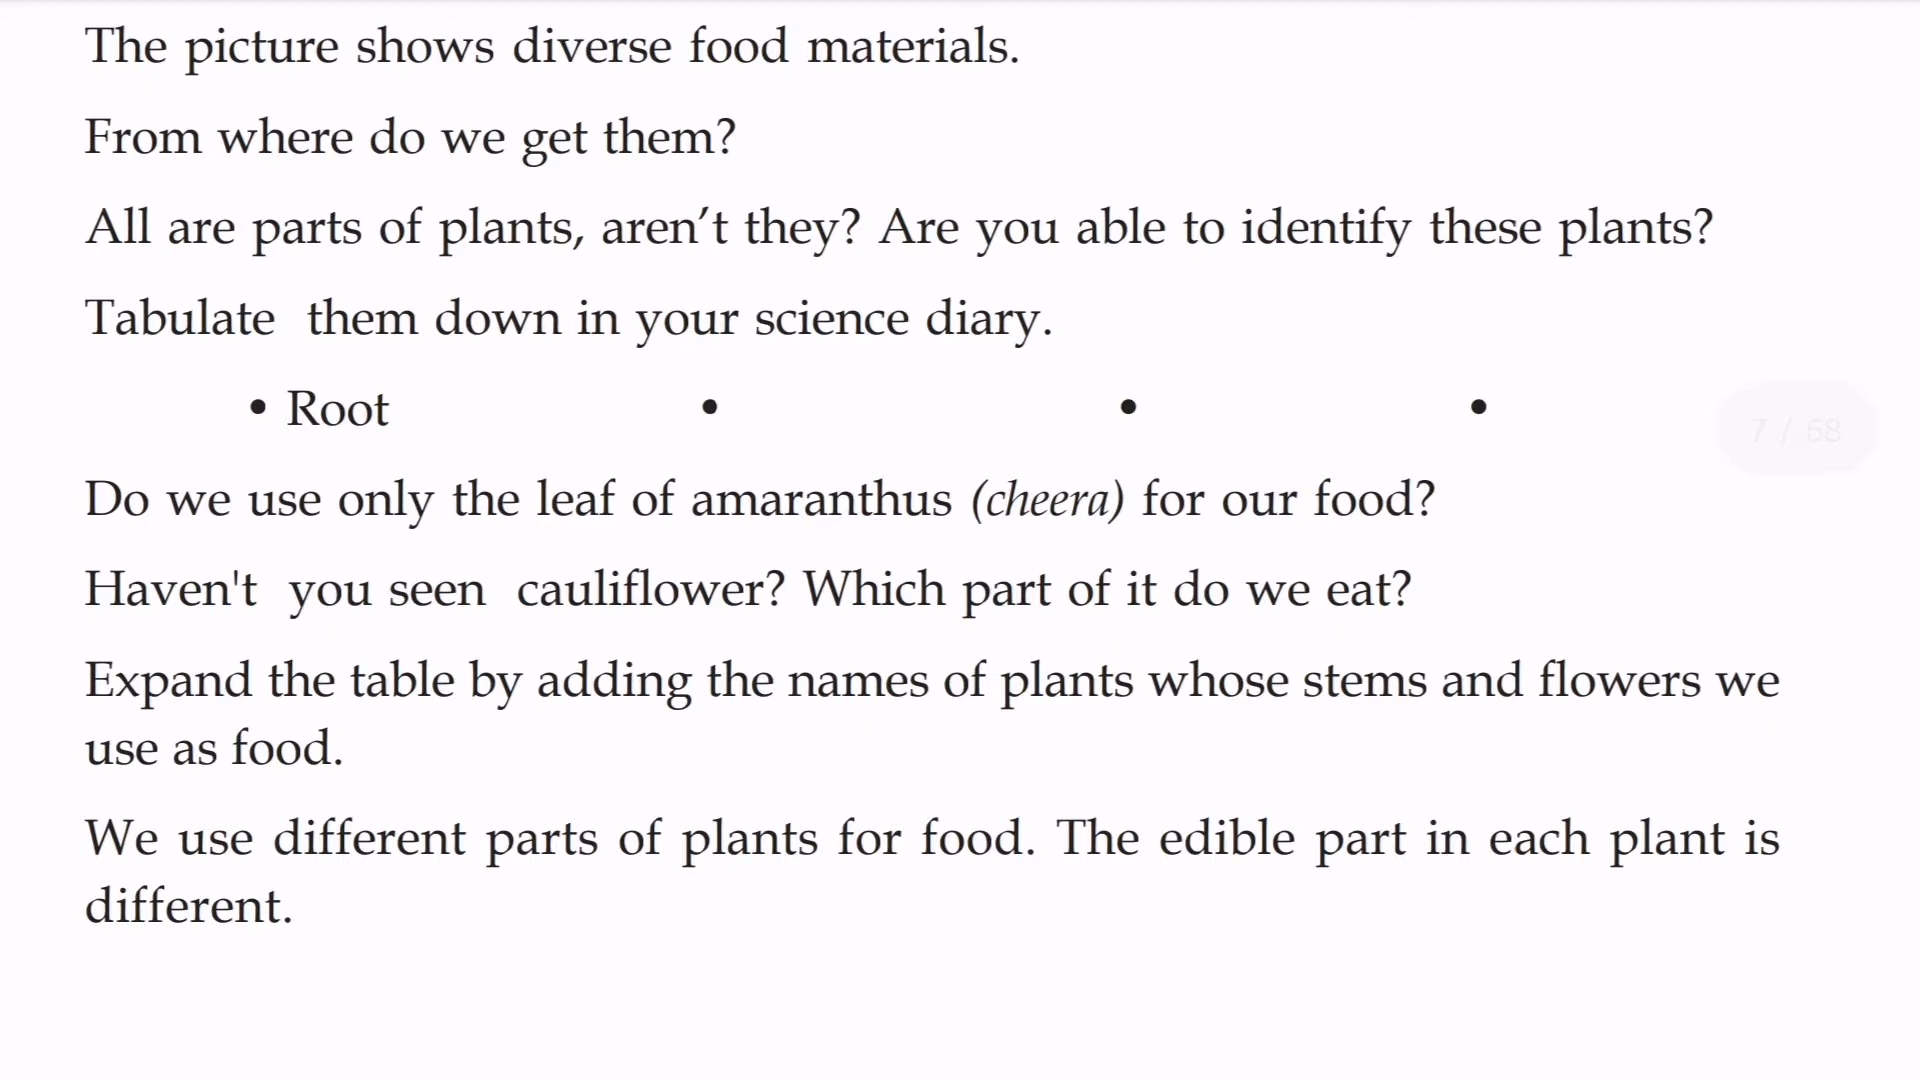 The picture shows diverse food materials.
From where do we get them?
All are parts of plants, aren’t they? Are you able to identify these plants?
Tabulate them down in your science diary.
• Root • • •
7 / 68
Do we use only the leaf of amaranthus (cheera) for our food?
Haven't you seen cauliflower? Which part of it do we eat?
Expand the table by adding the names of plants whose stems and flowers we
use as food.
We use different parts of plants for food. The edible part in each plant is
different.